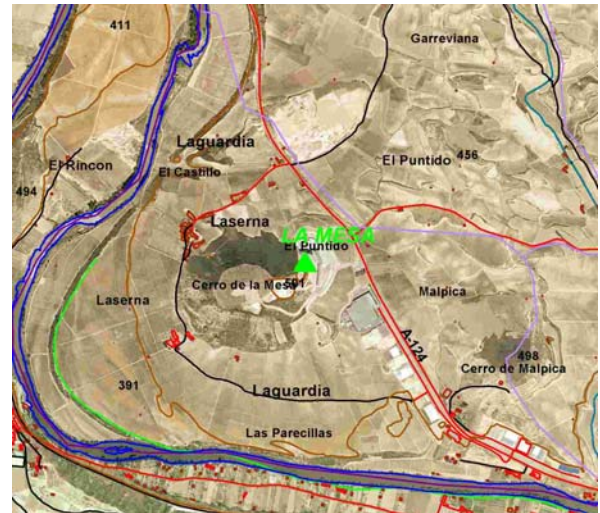 411
Garreviana
Laguardia
El Puntido 456
El Rincon
El Castillo
494
Laserna
LA MESA
El Puntido
Cerro de la Mesa
Malpica
Laserna
A-124
498
Cerro de Malpica
391
Laguardia
Las Parecillas